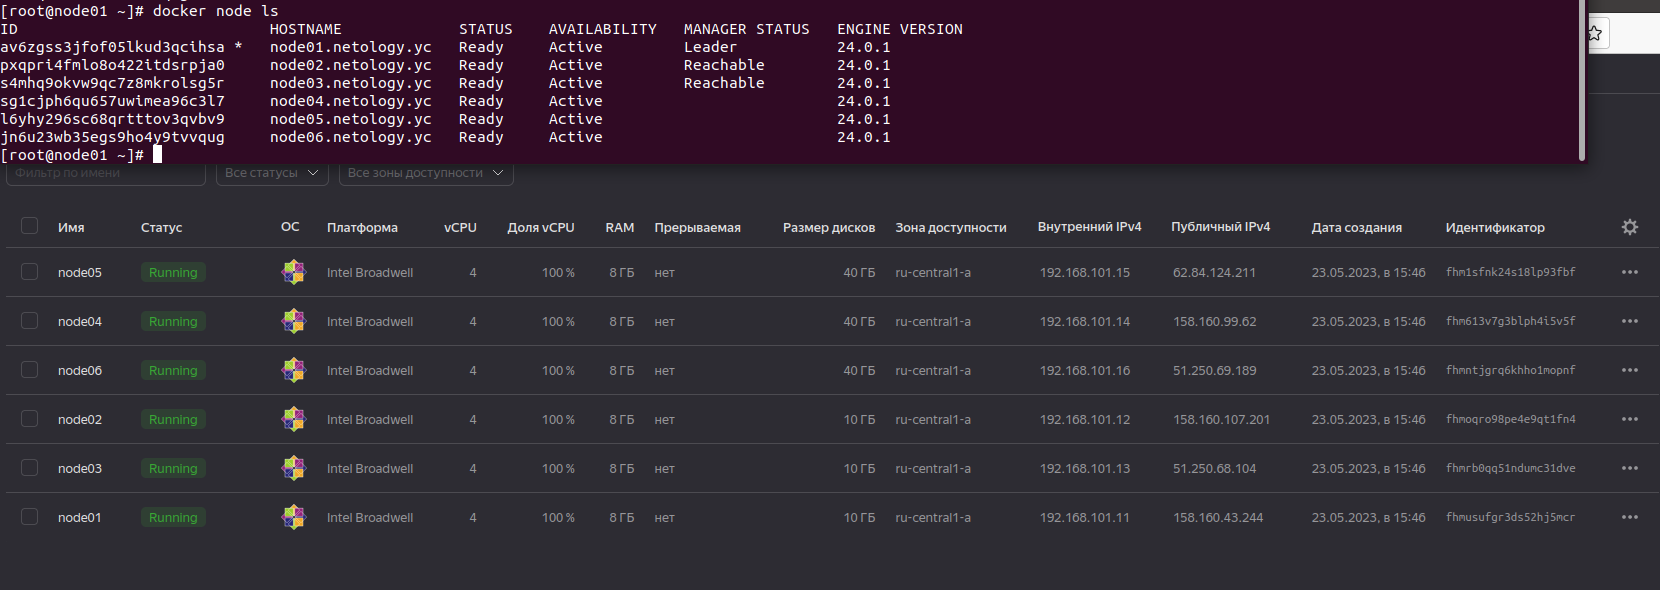 [root@node01 ~]# docker node ls
ID HOSTNAME STATUS AVAILABILITY MANAGER STATUS ENGINE VERSION
av6zgss3jfof05lkud3qcihsa * node01.netology.yc Ready Active Leader 24.0.1
pxqpri4fmlo8o422itdsrpja0 node02.netology.yc Ready Active Reachable 24.0.1
s4mhq9okvw9qc7z8mkrolsg5r node03.netology.yc Ready Active Reachable 24.0.1
sg1cjph6qu657uwimea96c3l7 node04.netology.yc Ready Active 24.0.1
l6yhy296sc68qrtttov3qvbv9 node05.netology.yc Ready Active 24.0.1
jn6u23wb35egs9ho4y9tvvqug node06.netology.yc Ready Active 24.0.1
[root@node01 ~]#
Фильтр по имени Все статусы Все зоны доступности
Имя Статус ОС Платформа vCPU Доля vCPU RAM Прерываемая Размер дисков Зона доступности Внутренний IPv4 Публичный IPv4 Дата создания Идентификатор
node05 Running Intel Broadwell 4 100 % 8 ГБ нет 40 ГБ ru-central1-a 192.168.101.15 62.84.124.211 23.05.2023, в 15:46 fhm1sfnk24s18lp93fbf
node04 Running Intel Broadwell 4 100 % 8 ГБ нет 40 ГБ ru-central1-a 192.168.101.14 158.160.99.62 23.05.2023, в 15:46 fhm613v7g3blph4i5v5f
node06 Running Intel Broadwell 4 100 % 8 ГБ нет 40 ГБ ru-central1-a 192.168.101.16 51.250.69.189 23.05.2023, в 15:46 fhmntjgrq6khho1mopnf
node02 Running Intel Broadwell 4 100 % 8 ГБ нет 10 ГБ ru-central1-a 192.168.101.12 158.160.107.201 23.05.2023, в 15:46 fhmoqro98pe4e9qt1fn4
node03 Running Intel Broadwell 4 100 % 8 ГБ нет 10 ГБ ru-central1-a 192.168.101.13 51.250.68.104 23.05.2023, в 15:46 fhmrb0qq51ndumc31dve
node01 Running Intel Broadwell 4 100 % 8 ГБ нет 10 ГБ ru-central1-a 192.168.101.11 158.160.43.244 23.05.2023, в 15:46 fhmusufgr3ds52hj5mcr